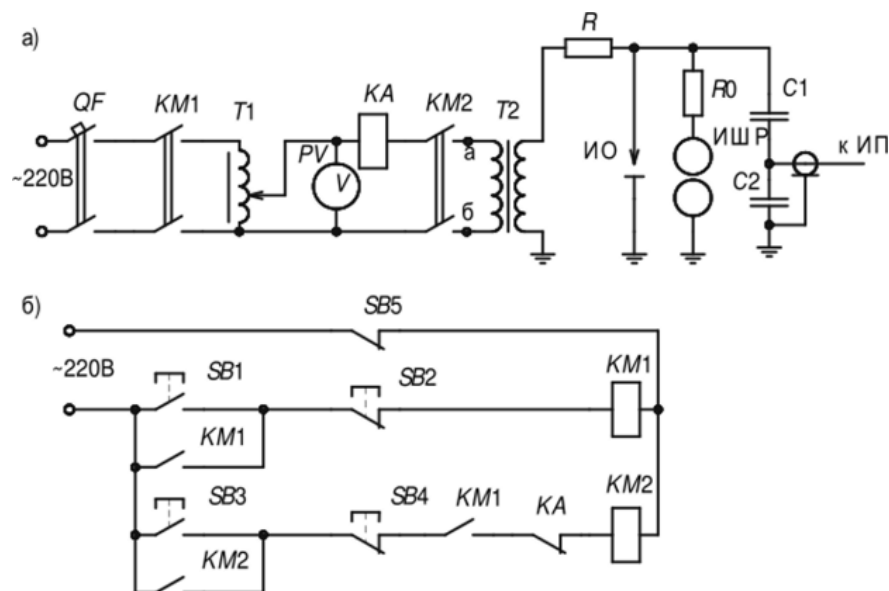 а)
QF
KM1
T1
PV
V
KA
KM2
T2
R
R0
C1
C2
ИО
ИШР
к ИП
~220В
а
б
б)
SB5
~220В
SB1
SB2
KM1
KM1
SB3
SB4
KM1
KA
KM2
KM2